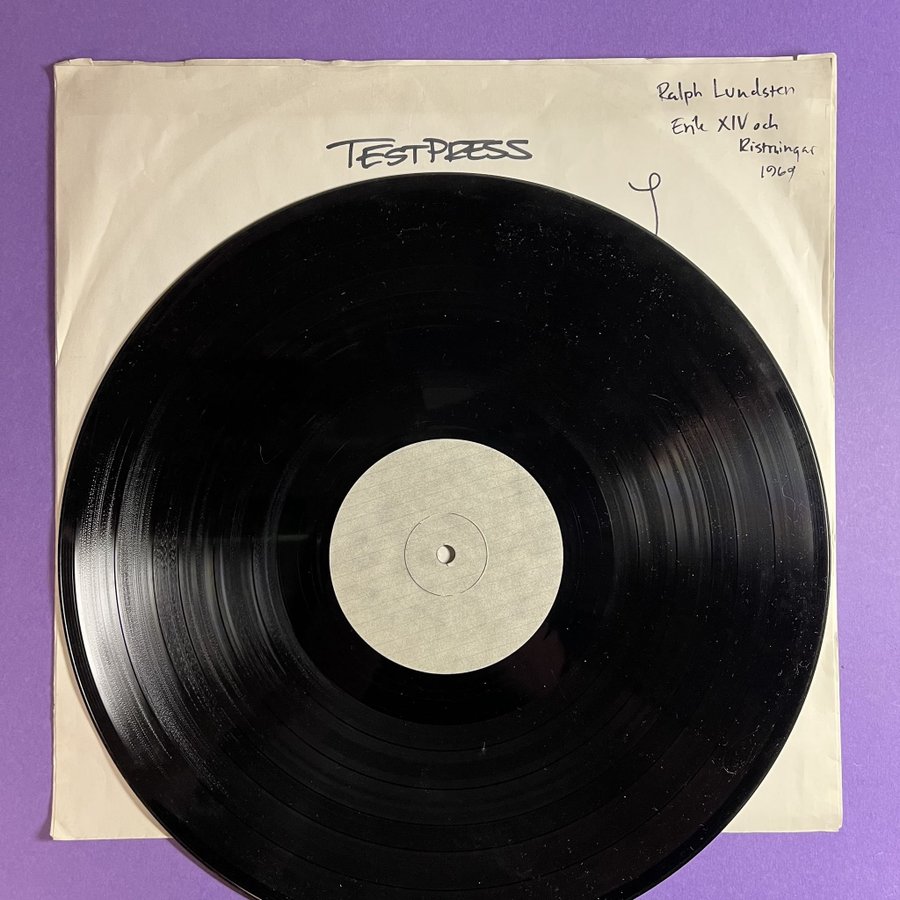 Ralph Lundsten
Erik XIV och
Ristningar
1969
TESTPRESS